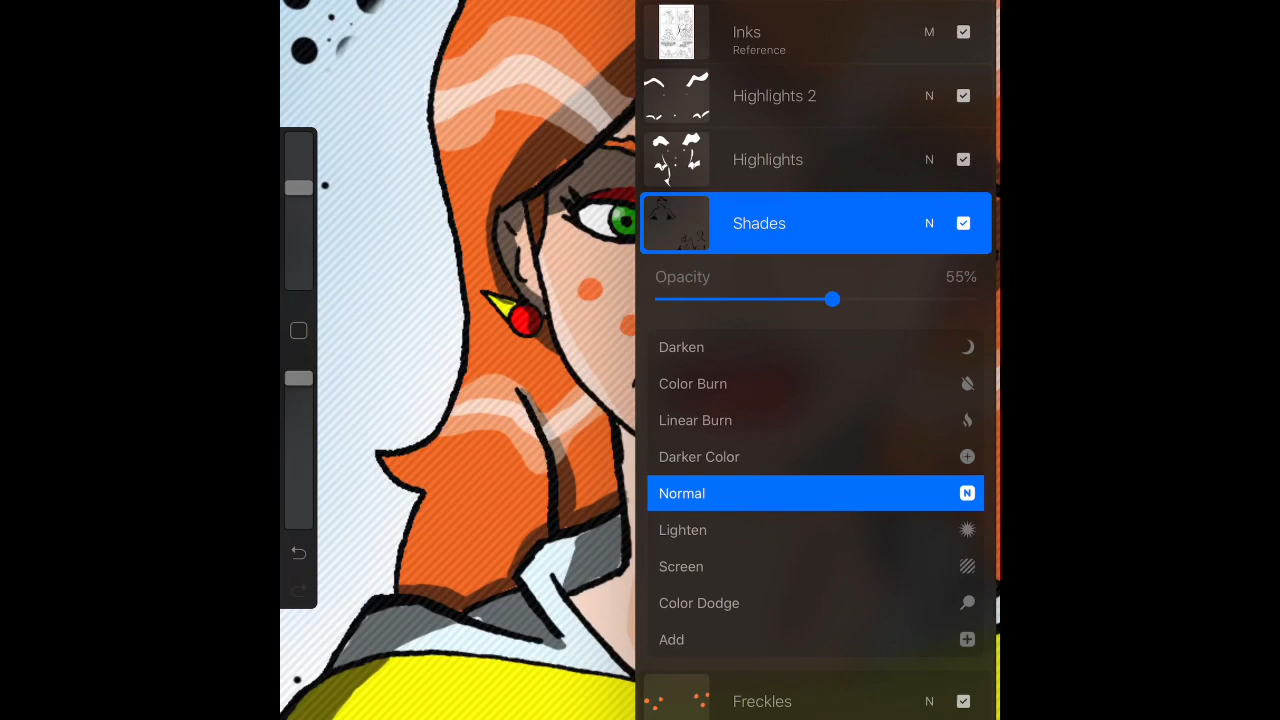 Inks M
Reference
Highlights 2 N
Highlights N
Shades N
Opacity 55%
Darken
Color Burn
Linear Burn
Darker Color
Normal N
Lighten
Screen
Color Dodge
Add
Freckles N